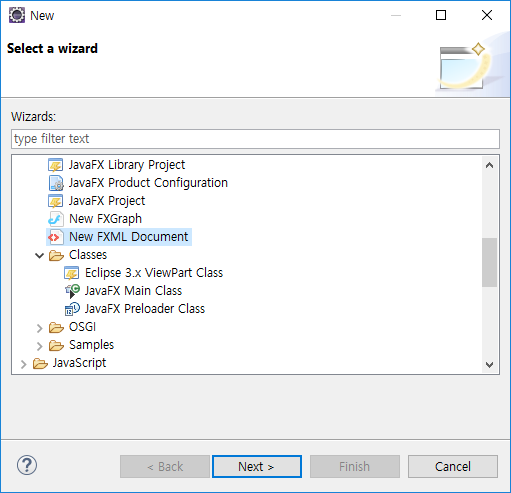 New
Select a wizard
Wizards:
type filter text
JavaFX Library Project
JavaFX Product Configuration
JavaFX Project
New FXGraph
New FXML Document
Classes
Eclipse 3.x ViewPart Class
JavaFX Main Class
JavaFX Preloader Class
OSGI
Samples
JavaScript
? < Back Next > Finish Cancel